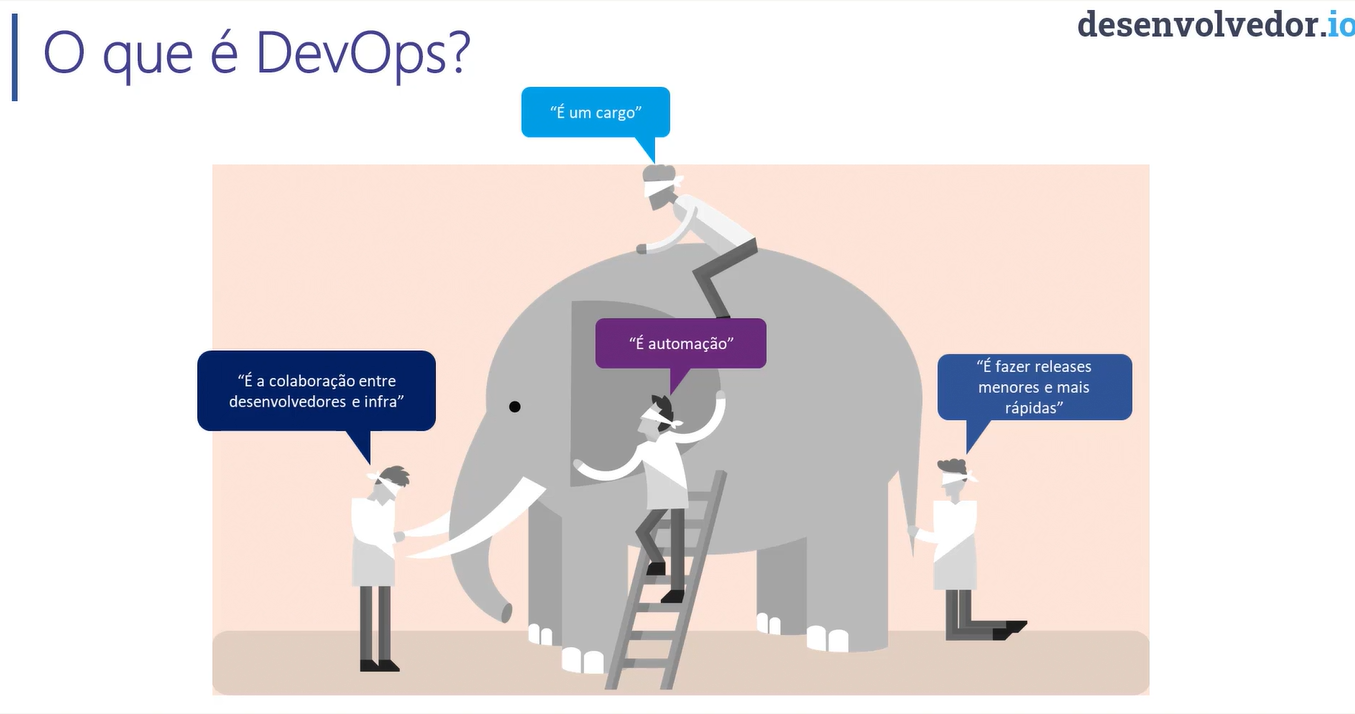 O que é DevOps?
desenvolvedor.io
“É um cargo”
“É automação”
“É a colaboração entre
desenvolvedores e infra”
“É fazer releases
menores e mais
rápidas”